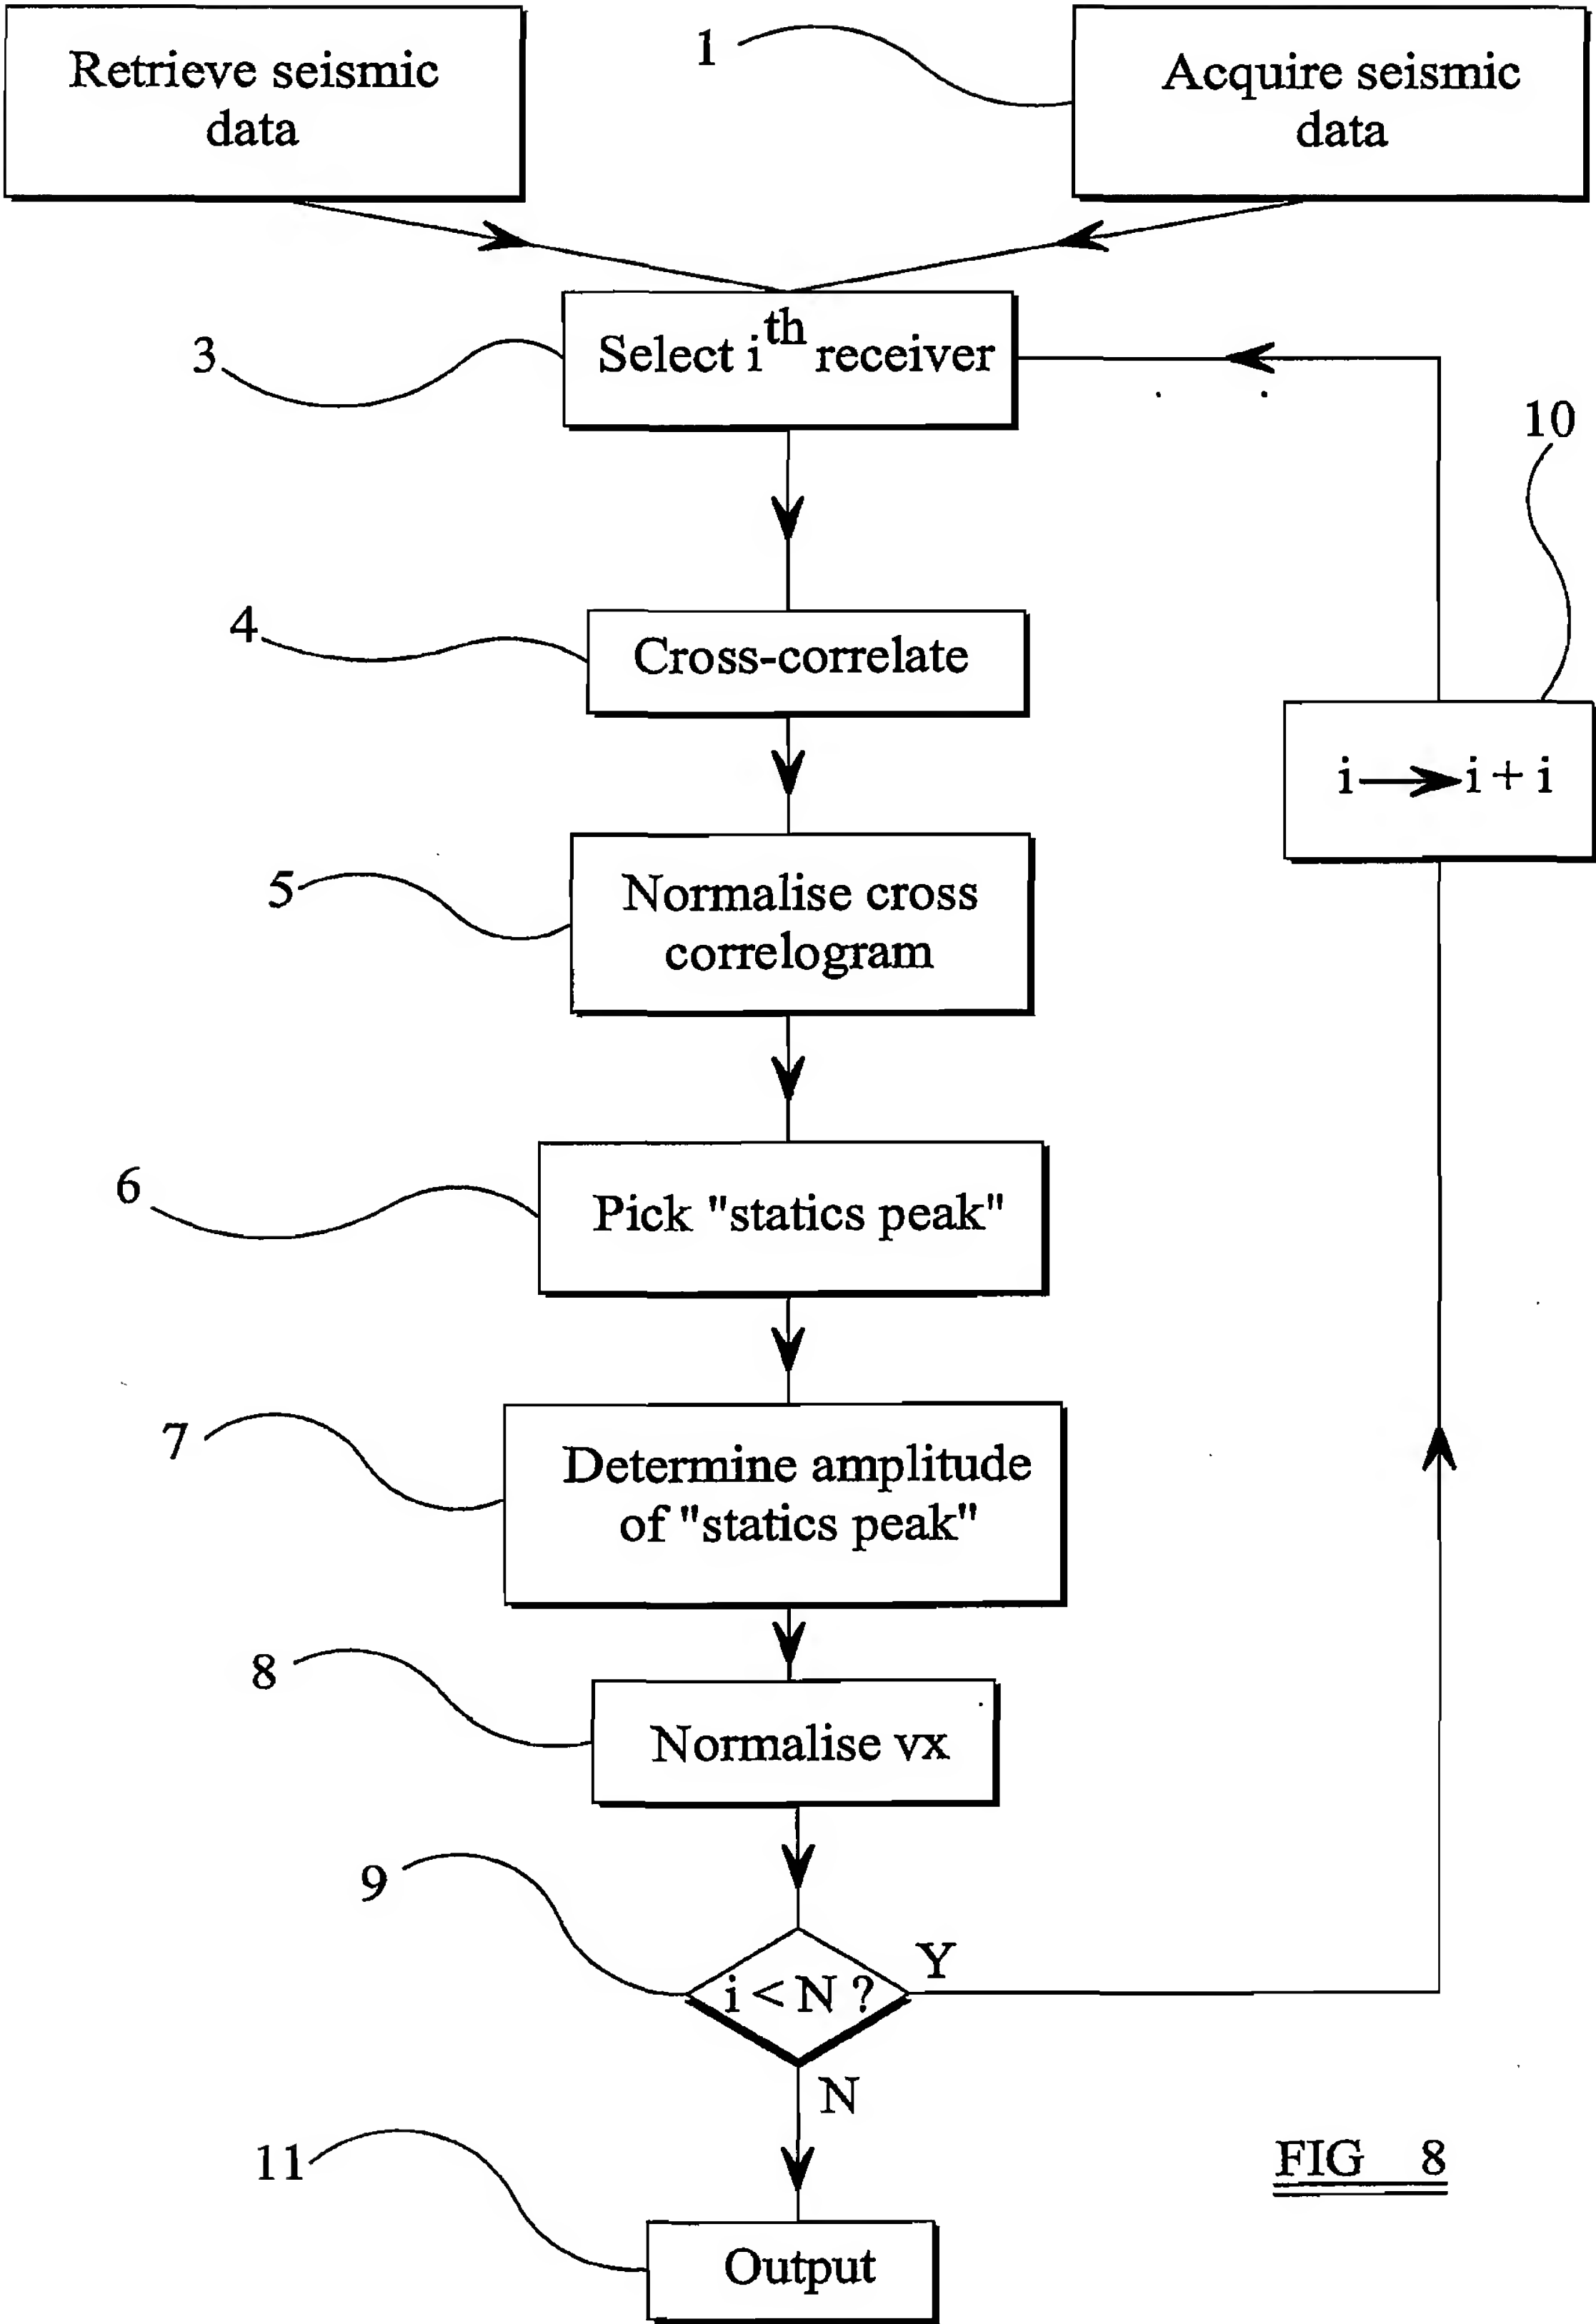 Retrieve seismic
data
1
Acquire seismic
data
3
Select i^th receiver
10
4
Cross-correlate
i → i + i
5
Normalise cross
correlogram
6
Pick "statics peak"
7
Determine amplitude
of "statics peak"
8
Normalise vx
9
i < N ?
Y
N
11
Output
FIG 8